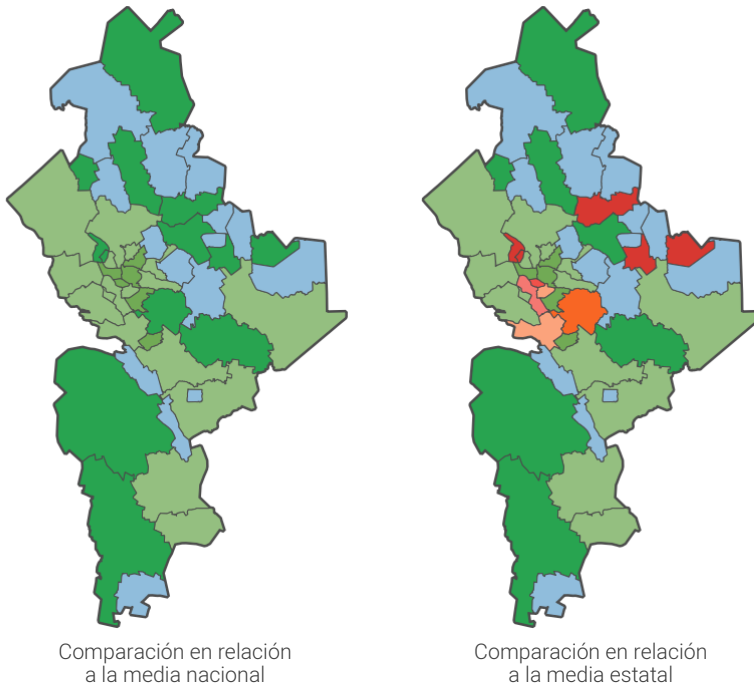 Comparación en relación
a la media nacional
Comparación en relación
a la media estatal